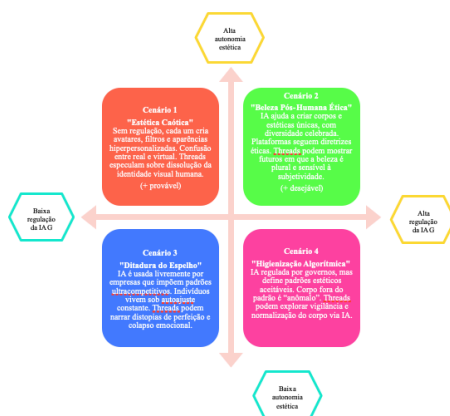 Alta
autonomia
estética
Cenário 1
"Estética Caótica"
Sem regulação, cada um cria
avatares, filtros e aparências
hiperpersonalizadas. Confusão
entre real e virtual. Threads
especulam sobre dissolução da
identidade visual humana.
(+ provável)
Cenário 2
"Beleza Pós-Humana Ética"
IA ajuda a criar corpos e
estéticas únicas, com
diversidade celebrada.
Plataformas seguem diretrizes
éticas. Threads podem mostrar
futuros em que a beleza é
plural e sensível à
subjetividade.
(+ desejável)
Baixa
regulação
da IAG
Alta
regulação
da IAG
Cenário 3
"Ditadura do Espelho"
IA é usada livremente por
empresas que impõem padrões
ultracompetitivos. Indivíduos
vivem sob autoajuste
constante. Threads podem
narrar distopias de perfeição e
colapso emocional.
Cenário 4
"Higienização Algorítmica"
IA regulada por governos, mas
define padrões estéticos
aceitáveis. Corpo fora do
padrão é "anômalo". Threads
podem explorar vigilância e
normalização do corpo via IA.
Baixa
autonomia
estética